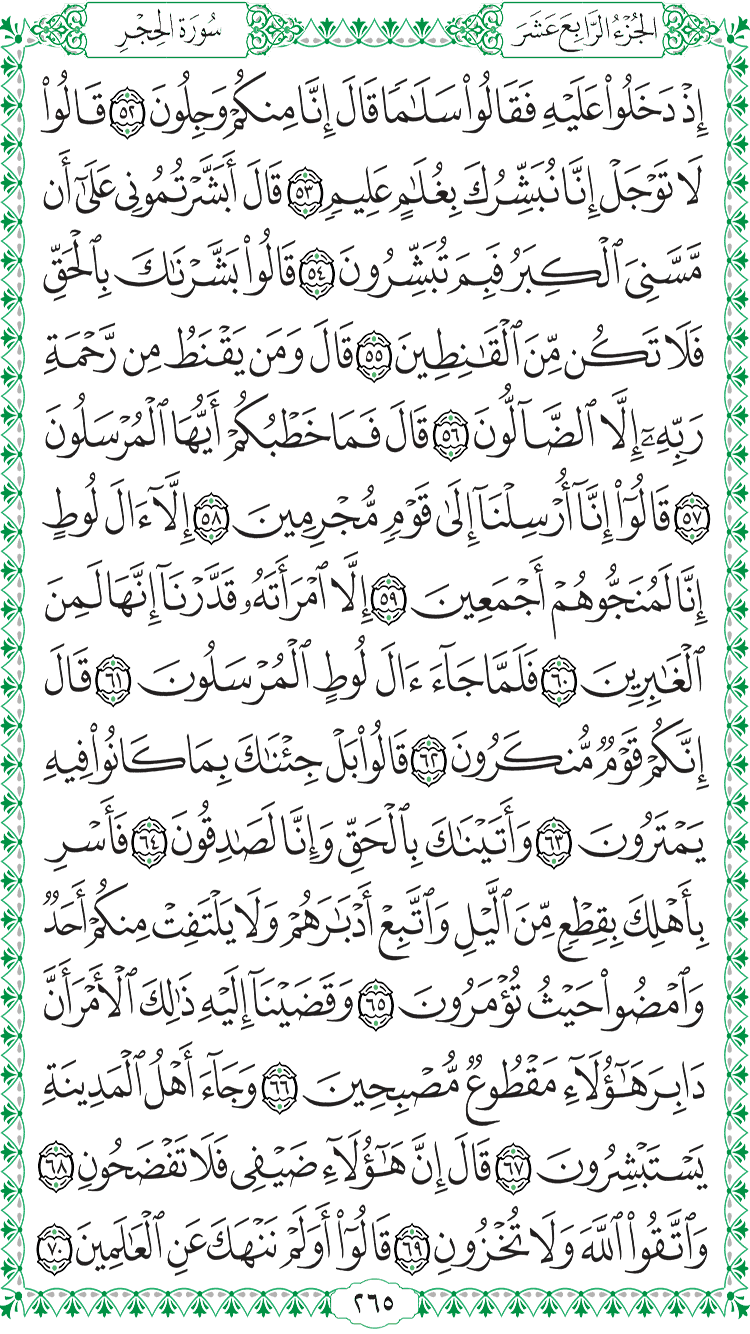 الجزء الرابع عشر
سورة الحجر
إِذْ دَخَلُوا۟ عَلَيْهِ فَقَالُوا۟ سَلَـٰمًا قَالَ إِنَّا مِنكُمْ وَجِلُونَ ٥٢ قَالُوا۟
لَا تَوْجَلْ إِنَّا نُبَشِّرُكَ بِغُلَـٰمٍ عَلِيمٍ ٥٣ قَالَ أَبَشَّرْتُمُونِى عَلَىٰٓ أَن
مَّسَّنِىَ ٱلْكِبَرُ فَبِمَ تُبَشِّرُونَ ٥٤ قَالُوا۟ بَشَّرْنَـٰكَ بِٱلْحَقِّ
فَلَا تَكُن مِّنَ ٱلْقَـٰنِطِينَ ٥٥ قَالَ وَمَن يَقْنَطُ مِن رَّحْمَةِ
رَبِّهِۦٓ إِلَّا ٱلضَّآلُّونَ ٥٦ قَالَ فَمَا خَطْبُكُمْ أَيُّهَا ٱلْمُرْسَلُونَ
٥٧ قَالُوٓا۟ إِنَّآ أُرْسِلْنَآ إِلَىٰ قَوْمٍ مُّجْرِمِينَ ٥٨ إِلَّآ ءَالَ لُوطٍ
إِنَّا لَمُنَجُّوهُمْ أَجْمَعِينَ ٥٩ إِلَّا ٱمْرَأَتَهُۥ قَدَّرْنَآ إِنَّهَا لَمِنَ
ٱلْغَـٰبِرِينَ ٦٠ فَلَمَّا جَآءَ ءَالَ لُوطٍ ٱلْمُرْسَلُونَ ٦١ قَالَ
إِنَّكُمْ قَوْمٌ مُّنكَرُونَ ٦٢ قَالُوا۟ بَلْ جِئْنَـٰكَ بِمَا كَانُوا۟ فِيهِ
يَمْتَرُونَ ٦٣ وَأَتَيْنَـٰكَ بِٱلْحَقِّ وَإِنَّا لَصَـٰدِقُونَ ٦٤ فَأَسْرِ
بِأَهْلِكَ بِقِطْعٍ مِّنَ ٱلَّيْلِ وَٱتَّبِعْ أَدْبَـٰرَهُمْ وَلَا يَلْتَفِتْ مِنكُمْ أَحَدٌ
وَٱمْضُوا۟ حَيْثُ تُؤْمَرُونَ ٦٥ وَقَضَيْنَآ إِلَيْهِ ذَٰلِكَ ٱلْأَمْرَ أَنَّ
دَابِرَ هَـٰٓؤُلَآءِ مَقْطُوعٌ مُّصْبِحِينَ ٦٦ وَجَآءَ أَهْلُ ٱلْمَدِينَةِ
يَسْتَبْشِرُونَ ٦٧ قَالَ إِنَّ هَـٰٓؤُلَآءِ ضَيْفِى فَلَا تَفْضَحُونِ ٦٨
وَٱتَّقُوا۟ ٱللَّهَ وَلَا تُخْزُونِ ٦٩ قَالُوٓا۟ أَوَلَمْ نَنْهَكَ عَنِ ٱلْعَـٰلَمِينَ ٧٠
٢٦٥